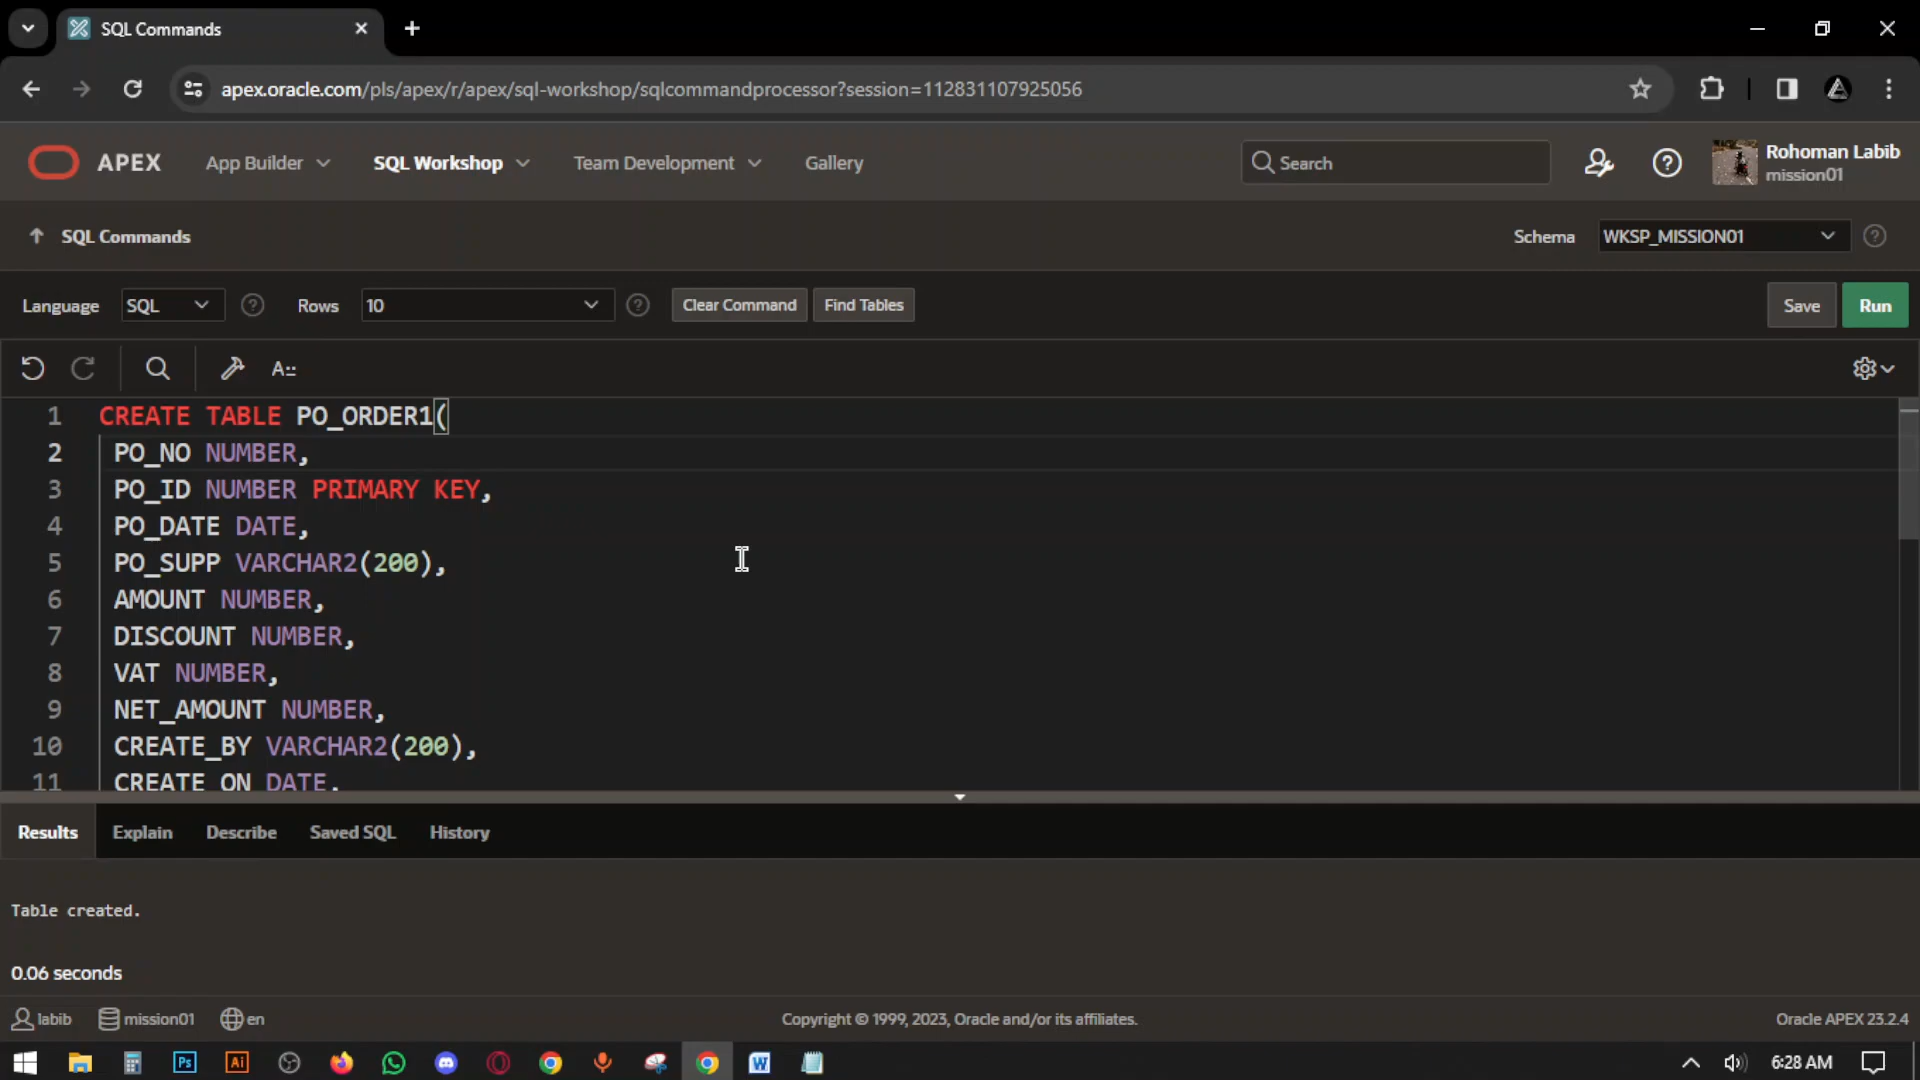 SQL Commands
apex.oracle.com/pls/apex/r/apex/sql-workshop/sqlcommandprocessor?session=112831107925056
APEX App Builder SQL Workshop Team Development Gallery Search Rohoman Labib
mission01
SQL Commands Schema WKSP_MISSION01
Language SQL Rows 10 Clear Command Find Tables Save Run
A::
1 CREATE TABLE PO_ORDER1(
2 PO_NO NUMBER,
3 PO_ID NUMBER PRIMARY KEY,
4 PO_DATE DATE,
5 PO_SUPP VARCHAR2(200),
6 AMOUNT NUMBER,
7 DISCOUNT NUMBER,
8 VAT NUMBER,
9 NET_AMOUNT NUMBER,
10 CREATE_BY VARCHAR2(200),
11 CREATE_ON DATE,
Results Explain Describe Saved SQL History
Table created.
0.06 seconds
labib mission01 en Copyright © 1999, 2023, Oracle and/or its affiliates. Oracle APEX 23.2.4
Ps Ai W 6:28 AM